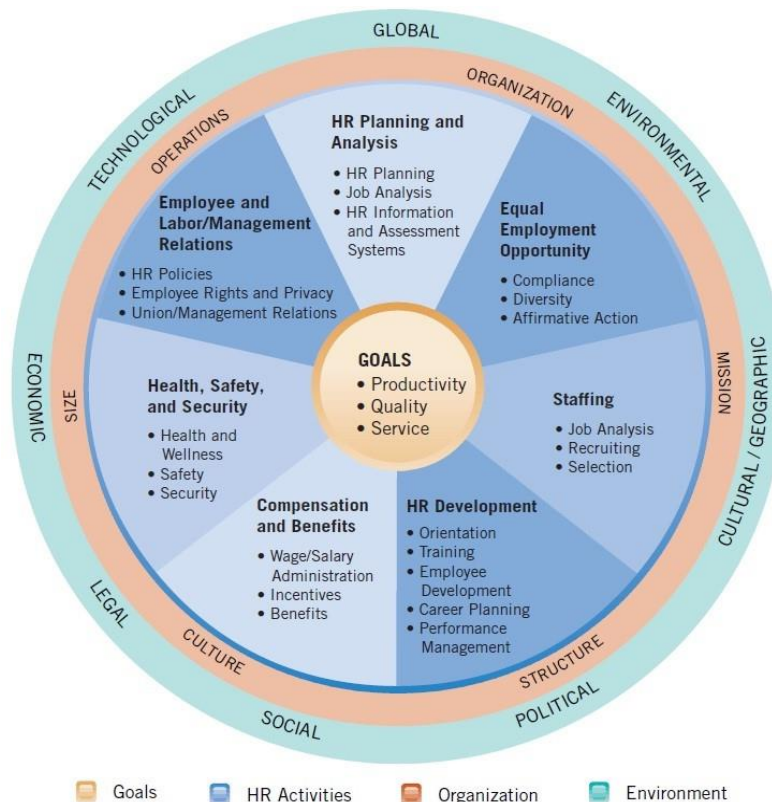 GLOBAL
ORGANIZATION
ENVIRONMENTAL
TECHNOLOGICAL
OPERATIONS
HR Planning and
Analysis
• HR Planning
• Job Analysis
• HR Information
and Assessment
Systems
Employee and
Labor/Management
Relations
• HR Policies
• Employee Rights and Privacy
• Union/Management Relations
Equal
Employment
Opportunity
• Compliance
• Diversity
• Affirmative Action
GOALS
• Productivity
• Quality
• Service
ECONOMIC
SIZE
Health, Safety,
and Security
• Health and
Wellness
• Safety
• Security
Staffing
• Job Analysis
• Recruiting
• Selection
MISSION
CULTURAL / GEOGRAPHIC
Compensation
and Benefits
• Wage/Salary
Administration
• Incentives
• Benefits
HR Development
• Orientation
• Training
• Employee
Development
• Career Planning
• Performance
Management
LEGAL
CULTURE
STRUCTURE
SOCIAL
POLITICAL
Goals
HR Activities
Organization
Environment